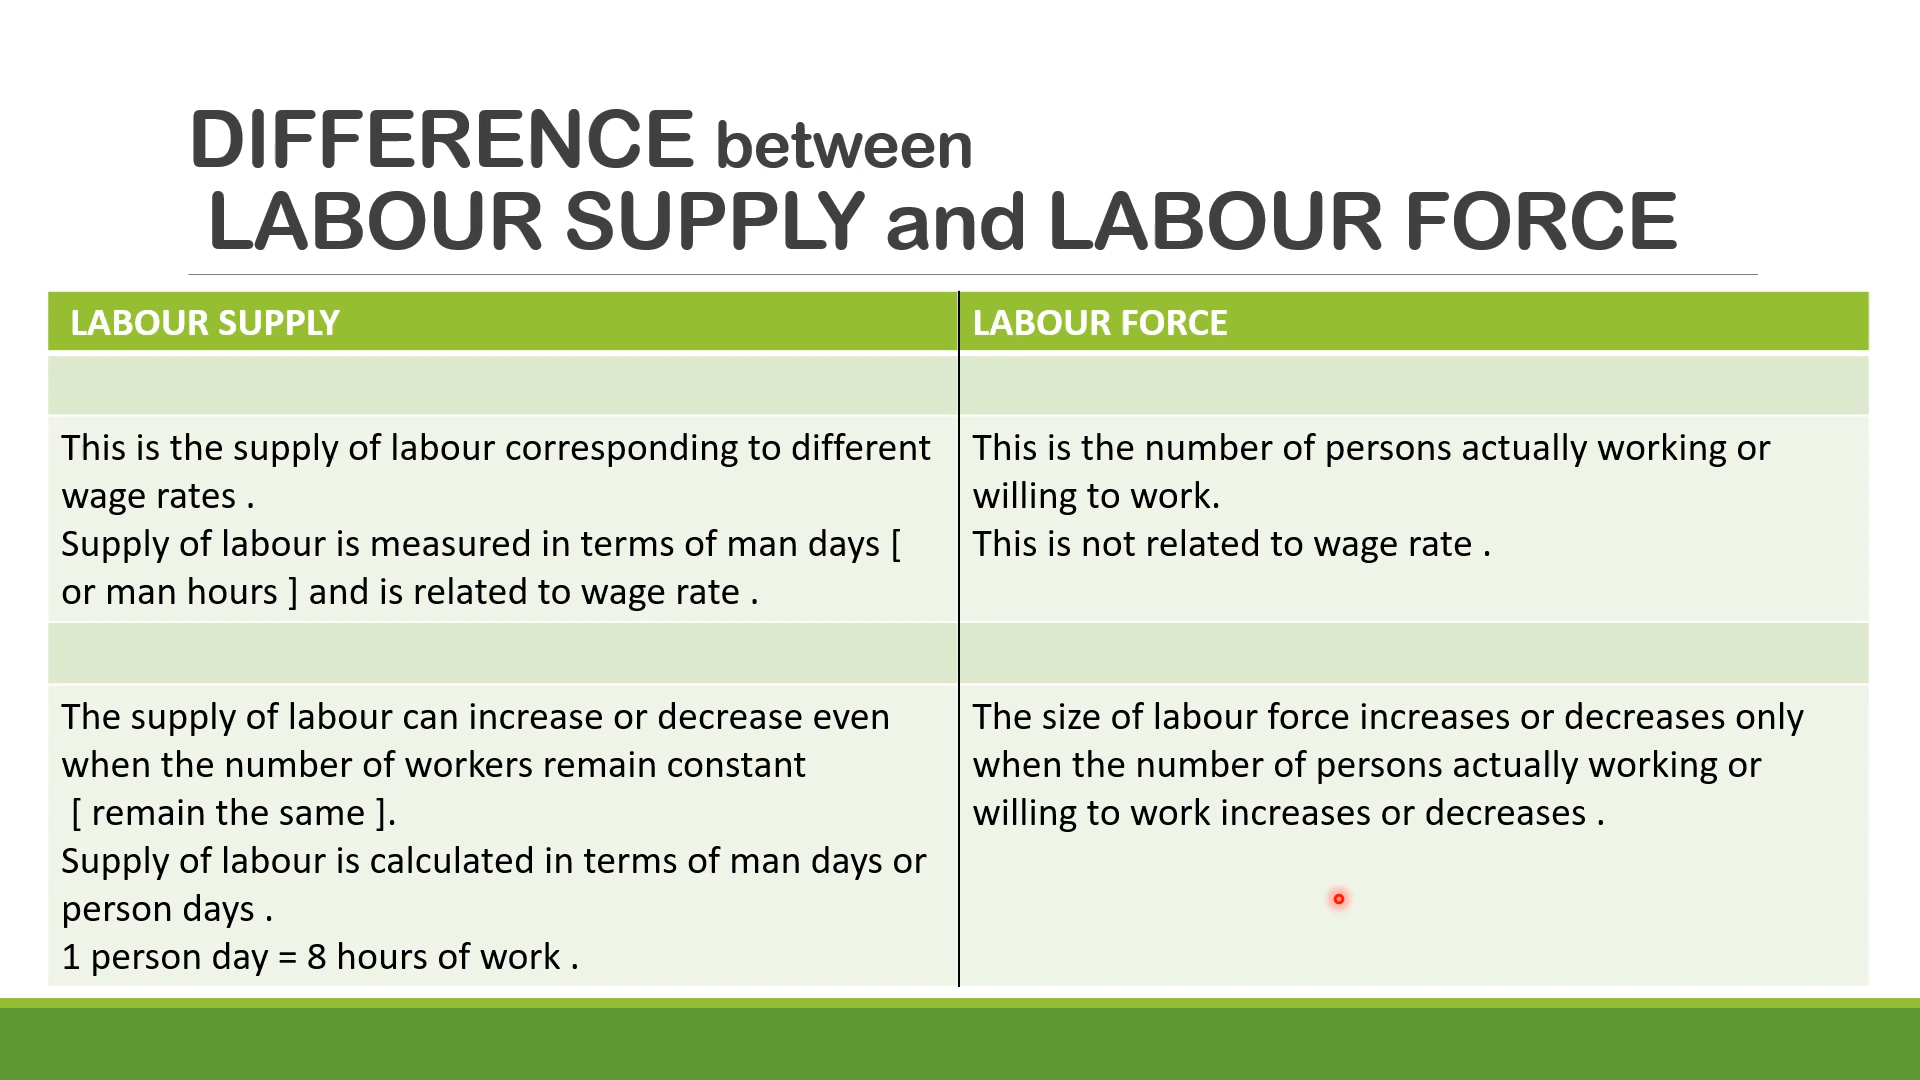 DIFFERENCE between
LABOUR SUPPLY and LABOUR FORCE
LABOUR SUPPLY
LABOUR FORCE
This is the supply of labour corresponding to different
wage rates .
Supply of labour is measured in terms of man days [
or man hours ] and is related to wage rate .
This is the number of persons actually working or
willing to work.
This is not related to wage rate .
The supply of labour can increase or decrease even
when the number of workers remain constant
[ remain the same ].
Supply of labour is calculated in terms of man days or
person days .
1 person day = 8 hours of work .
The size of labour force increases or decreases only
when the number of persons actually working or
willing to work increases or decreases .